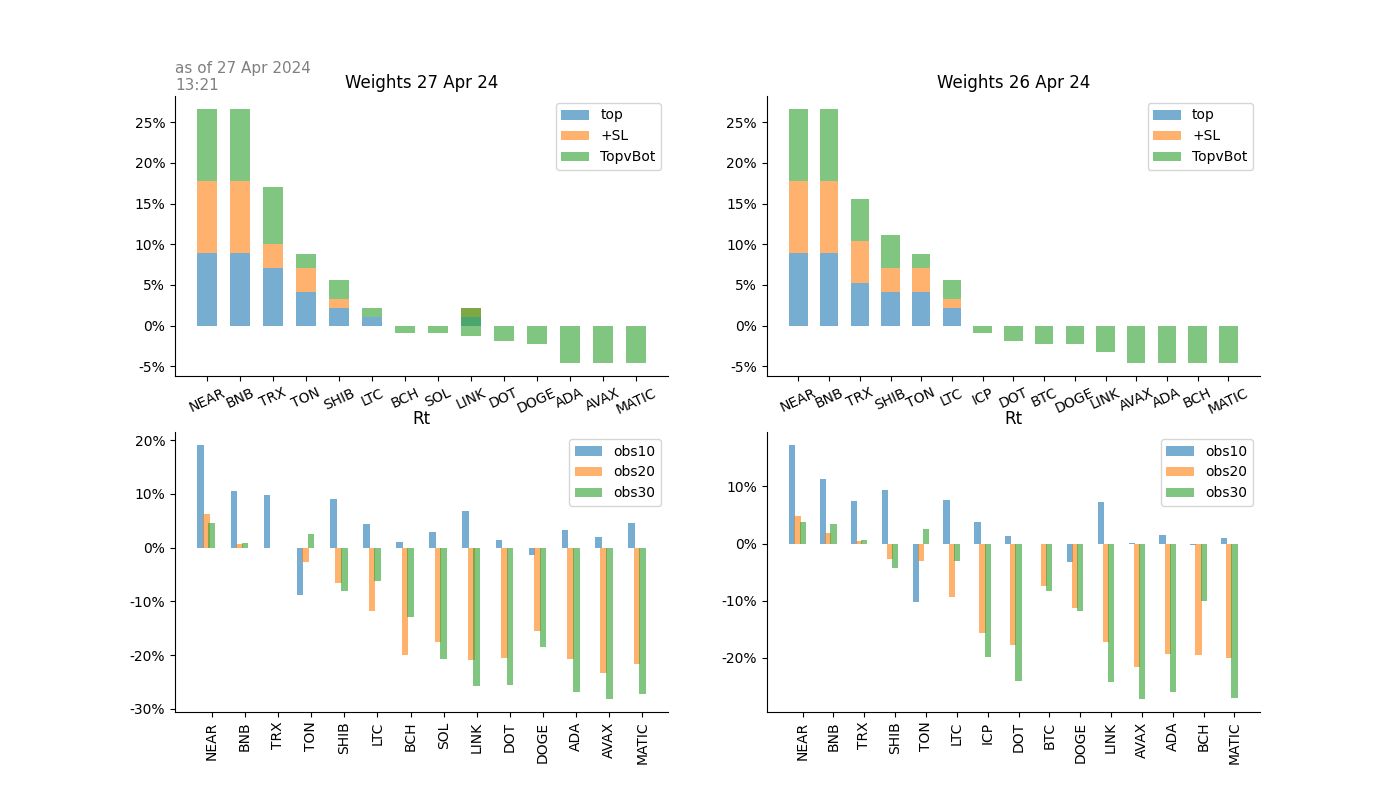 as of 27 Apr 2024
13:21
Weights 27 Apr 24
25%
20%
15%
10%
5%
0%
-5%
top
+SL
TopvBot
NEAR BNB TRX TON SHIB LTC BCH SOL LINK DOT DOGE ADA AVAX MATIC
Weights 26 Apr 24
25%
20%
15%
10%
5%
0%
-5%
top
+SL
TopvBot
NEAR BNB TRX SHIB TON LTC ICP DOT BTC DOGE LINK AVAX ADA BCH MATIC
Rt
20%
10%
0%
-10%
-20%
-30%
obs10
obs20
obs30
NEAR BNB TRX TON SHIB LTC BCH SOL LINK DOT DOGE ADA AVAX MATIC
Rt
10%
0%
-10%
-20%
obs10
obs20
obs30
NEAR BNB TRX SHIB TON LTC ICP DOT BTC DOGE LINK AVAX ADA BCH MATIC